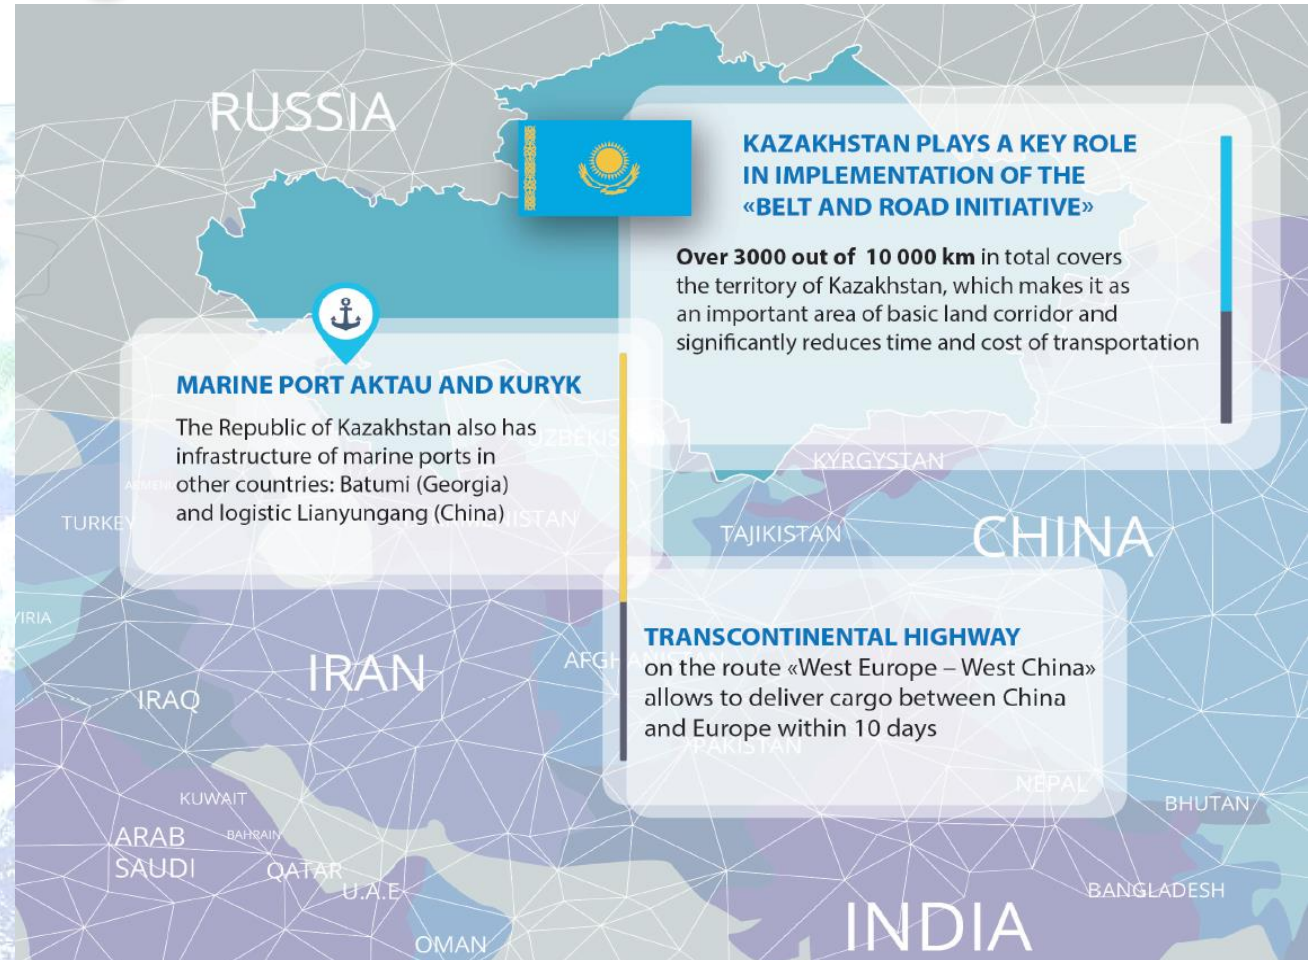 RUSSIA
KAZAKHSTAN PLAYS A KEY ROLE
IN IMPLEMENTATION OF THE
«BELT AND ROAD INITIATIVE»
Over 3000 out of 10 000 km in total covers
the territory of Kazakhstan, which makes it as
an important area of basic land corridor and
significantly reduces time and cost of transportation
MARINE PORT AKTAU AND KURYK
The Republic of Kazakhstan also has
infrastructure of marine ports in
other countries: Batumi (Georgia)
and logistic Lianyungang (China)
KYRGYSTAN
TURKEY
TAJIKISTAN
CHINA
TRANSCONTINENTAL HIGHWAY
on the route «West Europe – West China»
allows to deliver cargo between China
and Europe within 10 days
IRAN
IRAQ
PAKISTAN
NEPAL
BHUTAN
KUWAIT
BAHRAIN
ARAB
SAUDI
QATAR
U.A.E
OMAN
INDIA
BANGLADESH